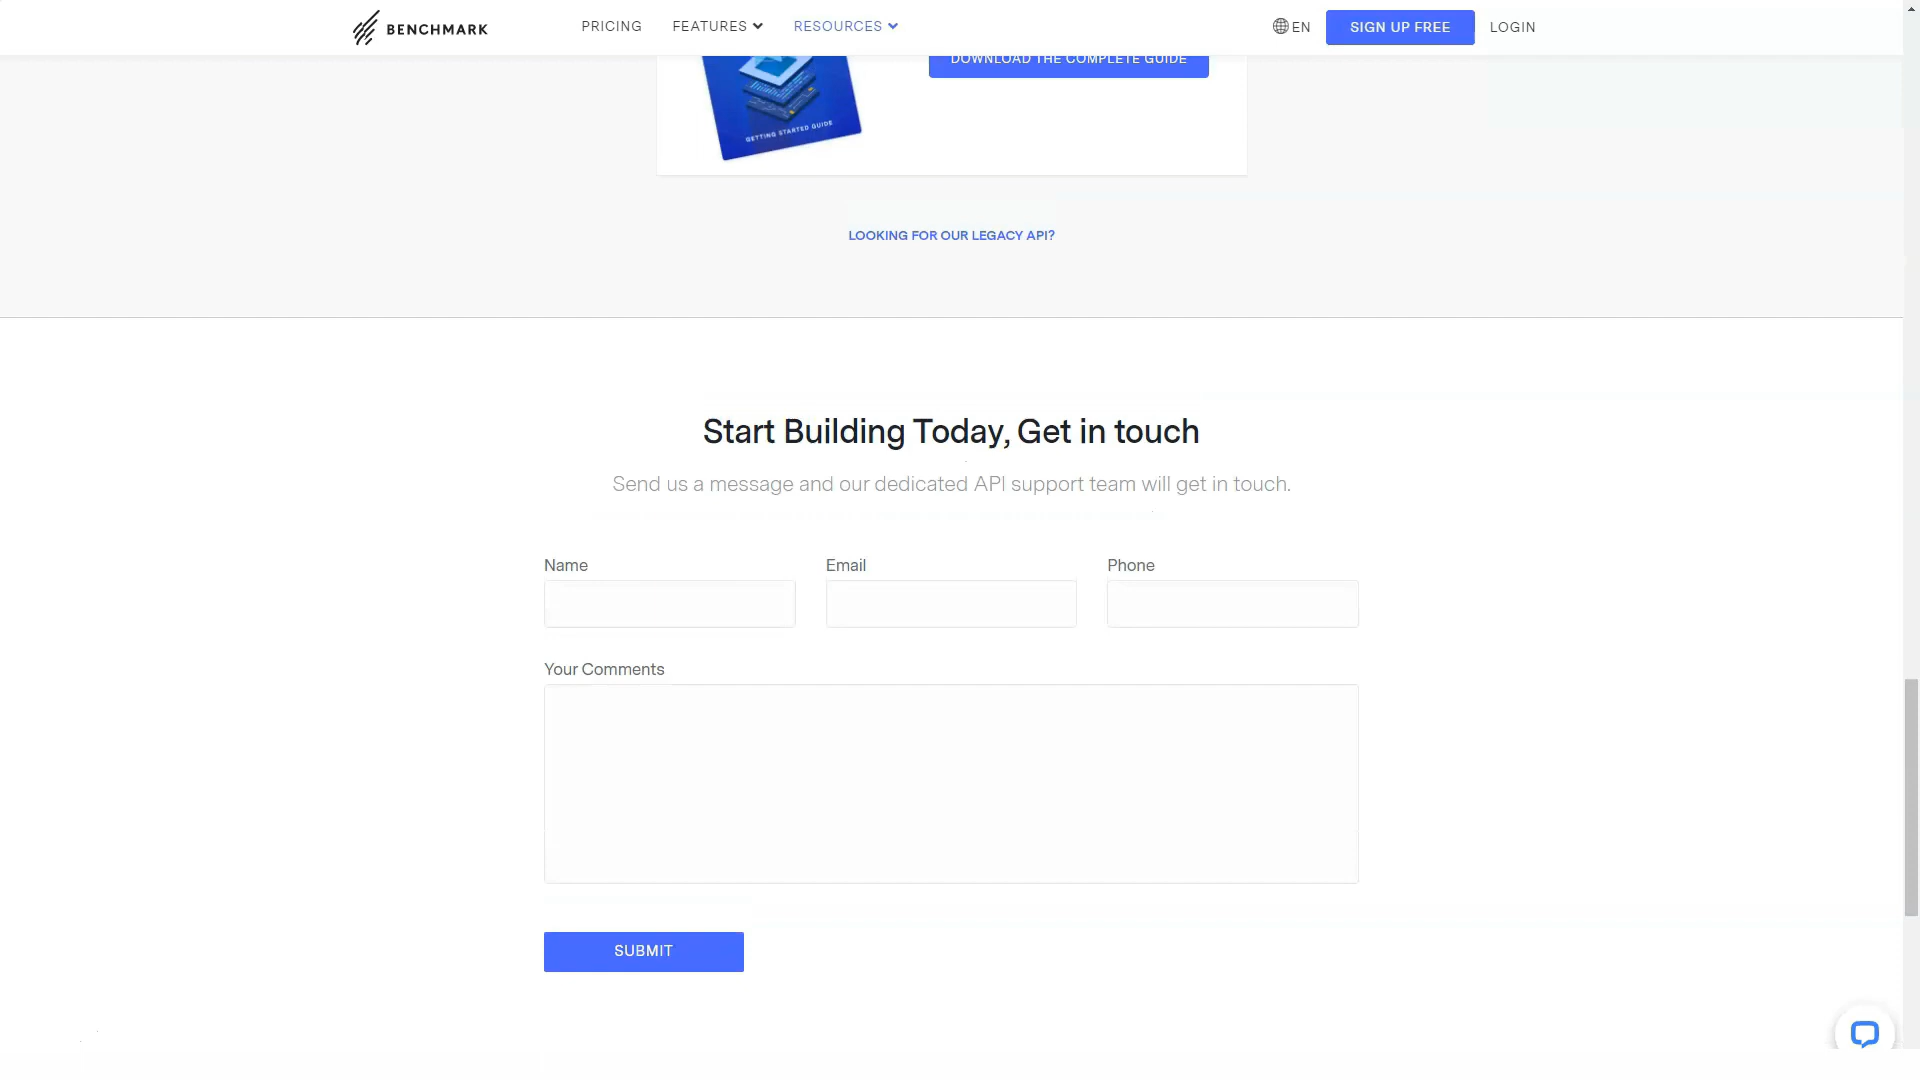 BENCHMARK
PRICING
FEATURES
RESOURCES
EN
SIGN UP FREE
LOGIN
DOWNLOAD THE COMPLETE GUIDE
GETTING STARTED GUIDE
LOOKING FOR OUR LEGACY API?
Start Building Today, Get in touch
Send us a message and our dedicated API support team will get in touch.
Name
Email
Phone
Your Comments
SUBMIT